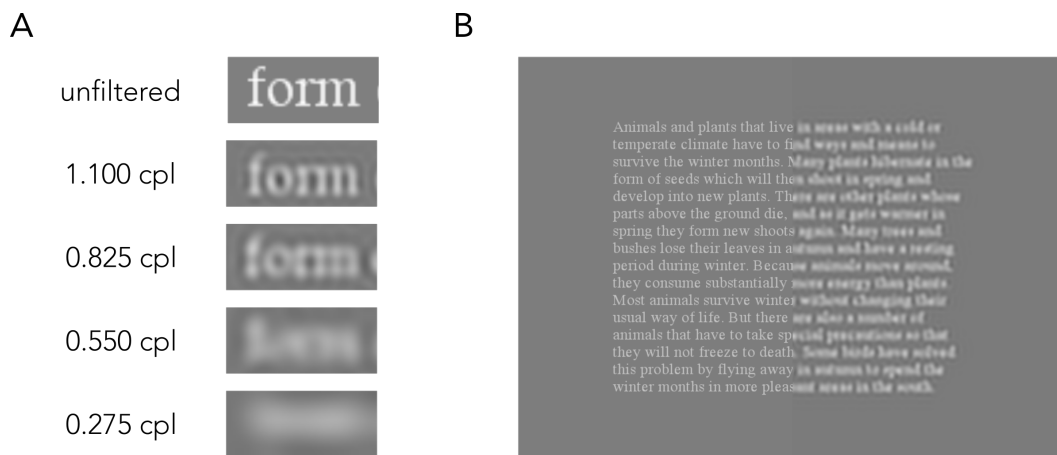 A
unfiltered
form
1.100 cpl
form
0.825 cpl
form
0.550 cpl
form
0.275 cpl
B
Animals and plants that live in areas with a cold or
temperate climate have to find ways and means to
survive the winter months. Many plants hibernate in the
form of seeds which will then shoot in spring and
develop into new plants. There are other plants whose
parts above the ground die, and as it gets warmer in
spring they form new shoots again. Many trees and
bushes lose their leaves in autumn and have a resting
period during winter. Because animals move around,
they consume substantially more energy than plants.
Most animals survive winter without changing their
usual way of life. But there are also a number of
animals that have to take special precautions so that
they will not freeze to death. Some birds have solved
this problem by flying away in autumn to spend the
winter months in more pleasant areas in the south.